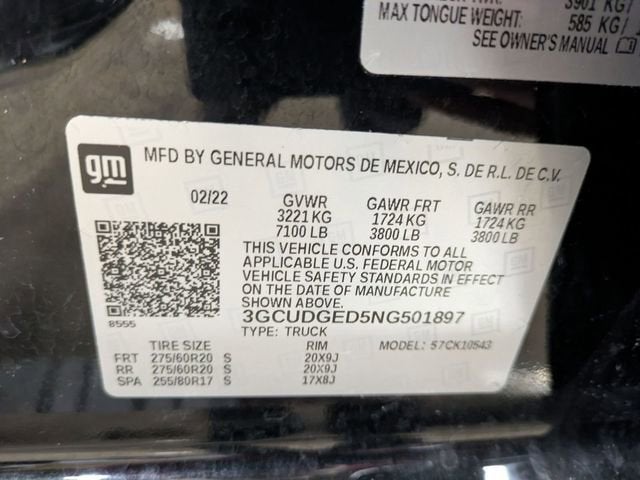 MAX TONGUE WEIGHT: 585 KG/
SEE OWNER'S MANUAL
gm
MFD BY GENERAL MOTORS DE MEXICO, S. DE R.L. DE C.V.
02/22 GVWR GAWR FRT GAWR RR
3221 KG 1724 KG 1724 KG
7100 LB 3800 LB 3800 LB
THIS VEHICLE CONFORMS TO ALL
APPLICABLE U.S. FEDERAL MOTOR
VEHICLE SAFETY STANDARDS IN EFFECT
ON THE DATE OF MANUFACTURE
SHOWN ABOVE.
8555
3GCUDGED5NG501897
TYPE: TRUCK MODEL: 57CK10543
RIM
FRT 275/60R20 S 20X9J
RR 275/60R20 S 20X9J
SPA 255/80R17 S 17X8J